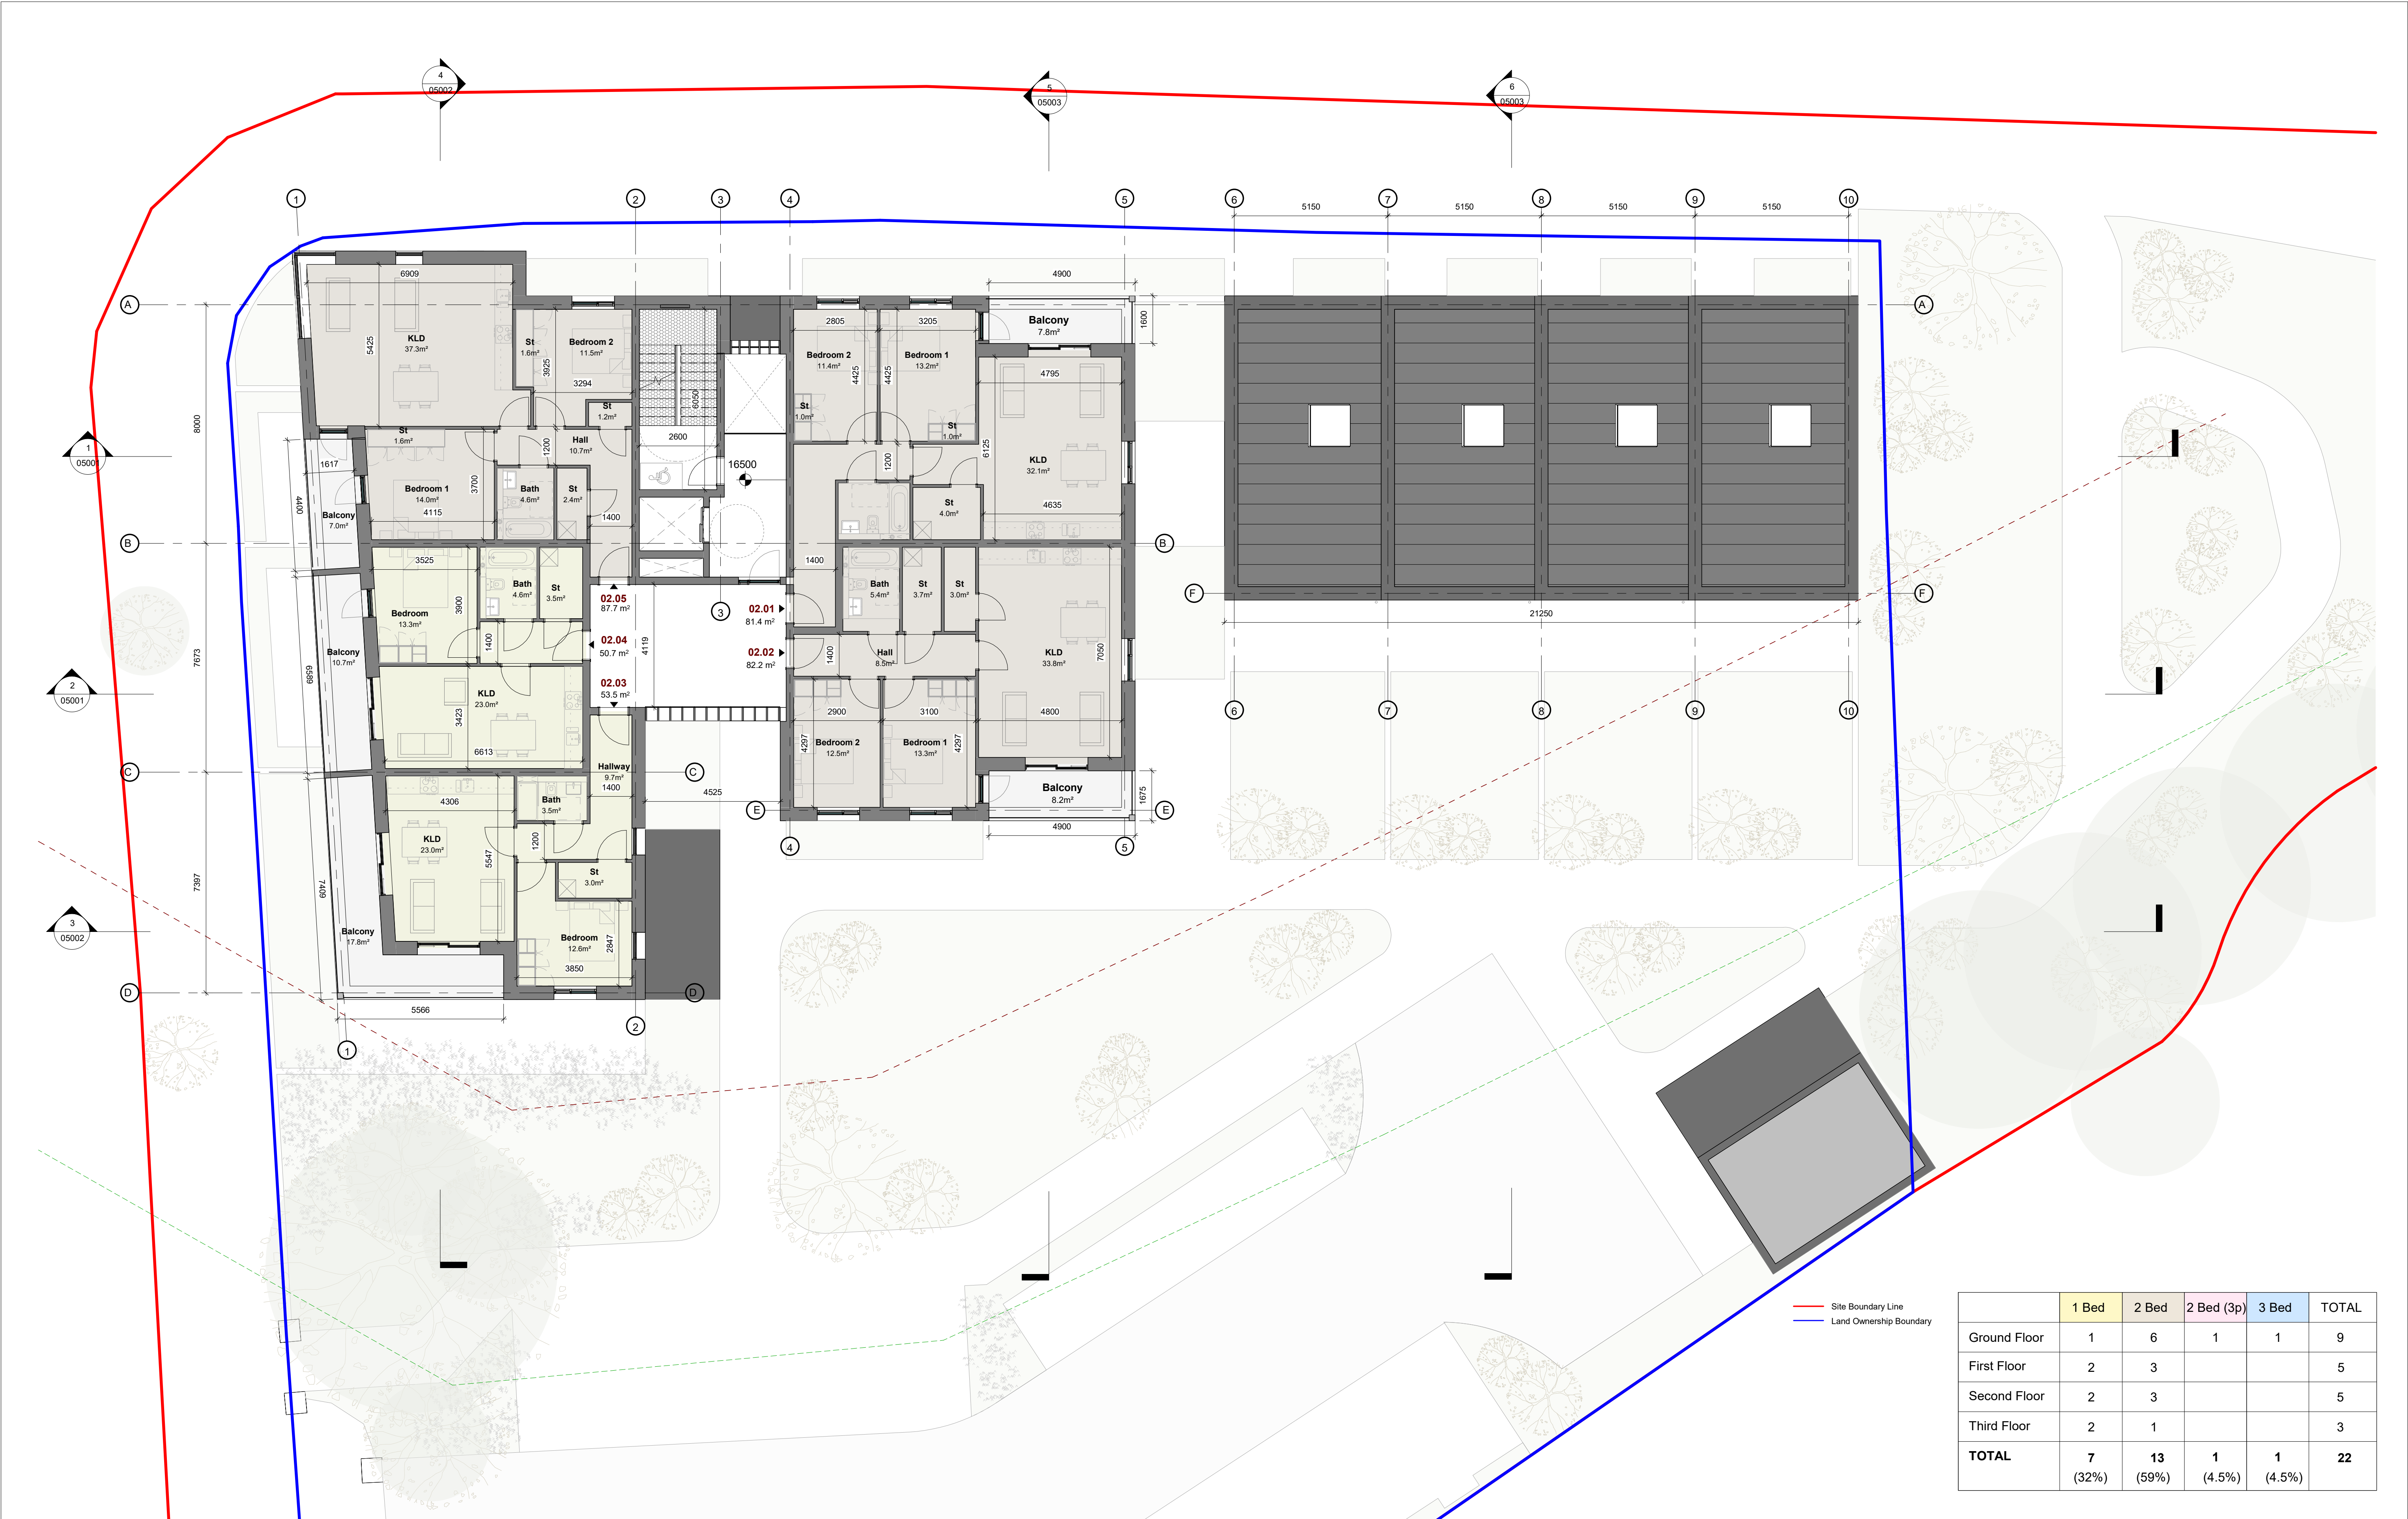 4
05002
5
05003
6
05003
1
2
3
4
5
6
7
8
9
10
5150
5150
5150
5150
A
A
6909
5425
KLD
37.3m²
St
1.6m²
Bedroom 2
11.5m²
3925
3294
St
1.2m²
6050
2600
2805
3205
Bedroom 2
11.4m²
4425
4425
Bedroom 1
13.2m²
St
1.0m²
St
1.0m²
4900
1600
Balcony
7.8m²
4795
6125
KLD
32.1m²
4635
St
4.0m²
1200
1400
8000
1
0500
1617
4400
Balcony
7.0m²
St
1.6m²
Bedroom 1
14.0m²
4115
3700
1200
Hall
10.7m²
Bath
4.6m²
St
2.4m²
1400
16500
B
B
3525
Bedroom
13.3m²
3900
Bath
4.6m²
St
3.5m²
1400
02.05
87.7 m²
02.04
50.7 m²
02.03
53.5 m²
4119
3
02.01
81.4 m²
02.02
82.2 m²
Bath
5.4m²
St
3.7m²
St
3.0m²
1400
Hall
8.5m²
KLD
33.8m²
7050
4800
2900
3100
Bedroom 2
12.5m²
4297
Bedroom 1
13.3m²
4297
Balcony
8.2m²
1675
4900
F
F
21250
6
7
8
9
10
7673
2
05001
6589
Balcony
10.7m²
KLD
23.0m²
3423
6613
C
C
4525
E
E
4
5
Hallway
9.7m²
1400
4306
KLD
23.0m²
5547
Bath
3.5m²
1200
St
3.0m²
Bedroom
12.6m²
2847
3850
7397
7409
3
05002
Balcony
17.8m²
D
D
5566
1
2
Site Boundary Line
Land Ownership Boundary
1 Bed 2 Bed 2 Bed (3p) 3 Bed TOTAL
Ground Floor 1 6 1 1 9
First Floor 2 3 5
Second Floor 2 3 5
Third Floor 2 1 3
TOTAL 7 13 1 1 22
(32%) (59%) (4.5%) (4.5%)